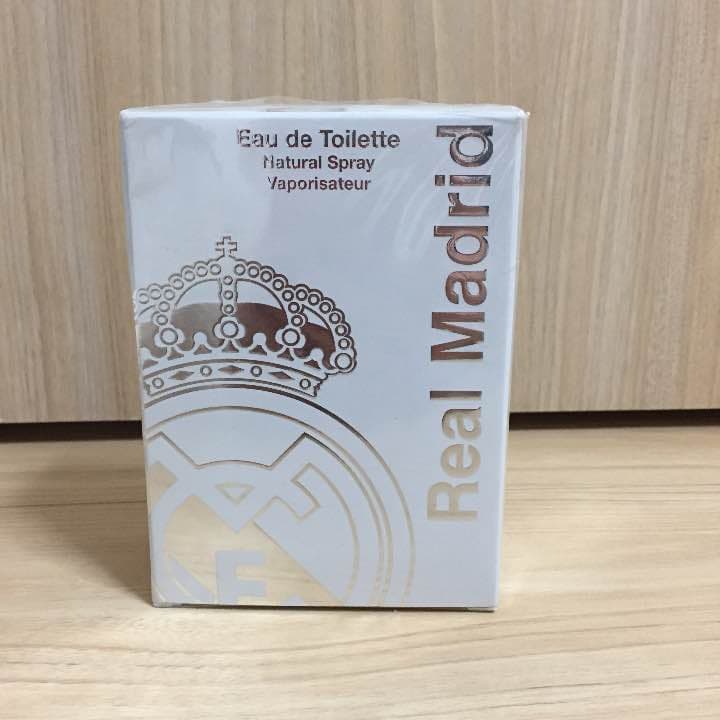 Eau de Toilette
Natural Spray
Vaporisateur
Real Madrid